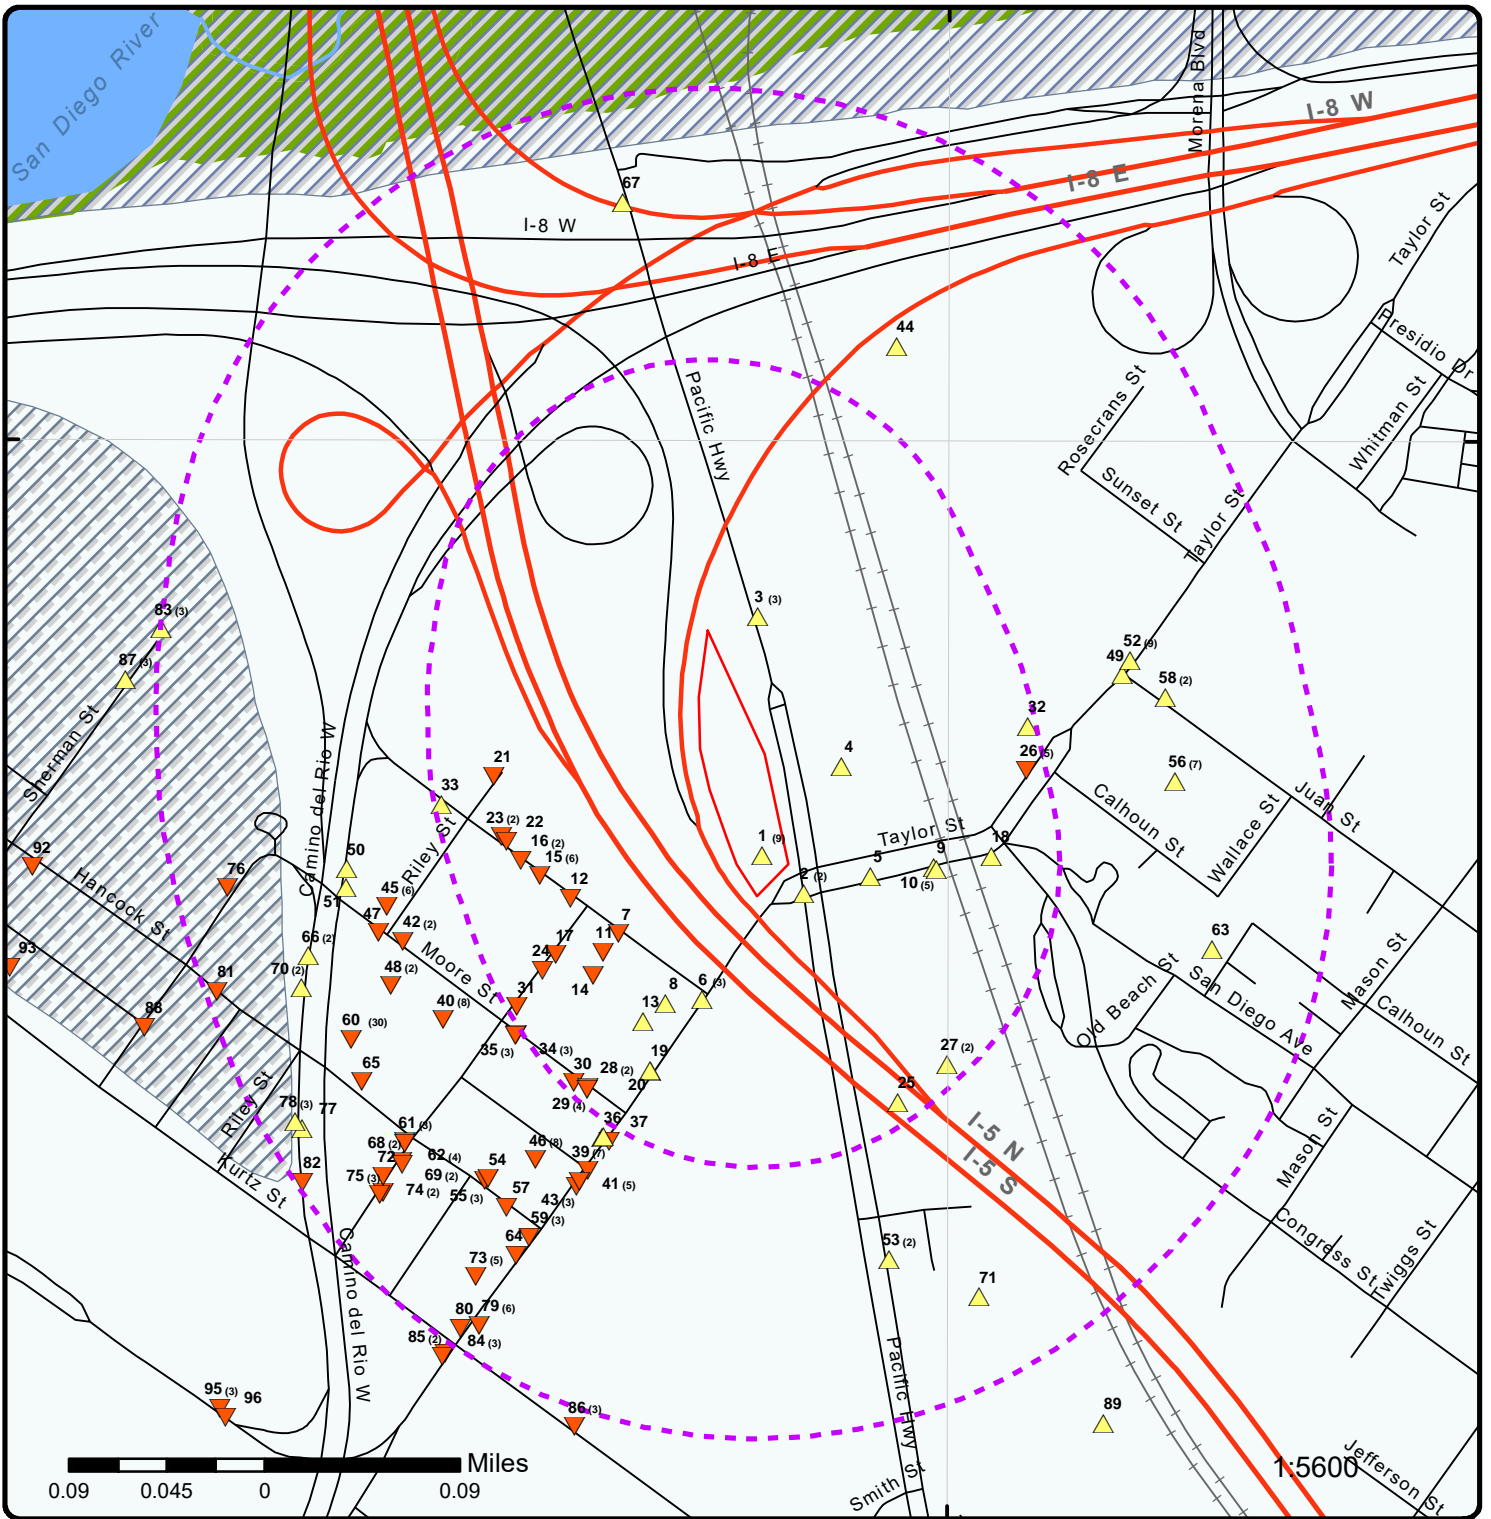 San Diego River
Morena Blvd
I-8 W
I-8 E
67
I-8 W
I-8 E
Taylor St
44
Presidio Dr
Pacific Hwy
Rosecrans St
Whitman St
Sunset St
Taylor St
83 (3)
3 (3)
87 (3)
52 (9)
49
58 (2)
32
Sherman St
Camino del Rio W
21
4
26 (5)
56 (7)
33
Calhoun St
Juan St
Wallace St
23 (2)
22
Taylor St
1 (9)
18
92
50
Riley St
16 (2)
9
76
15 (6)
5
Hancock St
51
45 (6)
12
2 (2)
10 (5)
47
42 (2)
7
66 (2)
93
Moore St
17
11
63
Mason St
24
70 (2)
81
48 (2)
14
8
6 (3)
Old Beach St
San Diego Ave
Calhoun St
88
40 (8)
31
13
60 (30)
35 (3)
34 (3)
19
27 (2)
65
30
28 (2)
20
25
Riley St
29 (4)
78 (3)
77
61 (3)
36
37
I-5 N
I-5 S
Mason St
68 (2)
62 (4)
46 (8)
39 (7)
Kurtz St
82
72
69 (2)
54
75 (3)
74 (2)
55 (3)
57
43 (3)
41 (5)
59 (3)
Congress St
Twiggs St
Camino del Rio W
64
53 (2)
73 (5)
71
80
79 (6)
85 (2)
84 (3)
Pacific Hwy
95 (3)
96
86 (3)
89
Jefferson St
Miles
1:5600
Smith St
St
0.09
0.045
0
0.09